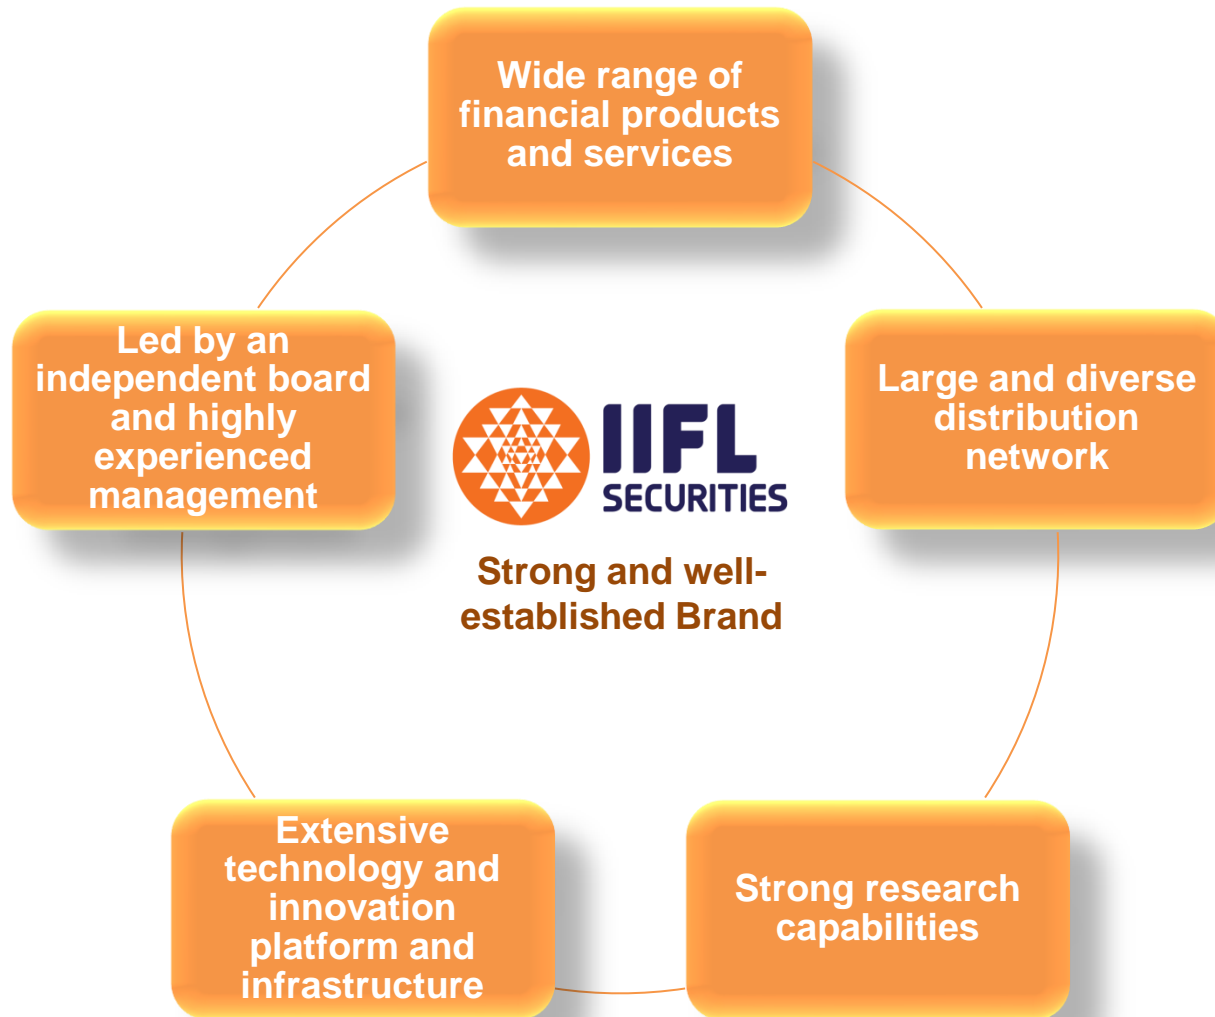 Wide range of
financial products
and services
Led by an
independent board
and highly
experienced
management
Large and diverse
distribution
network
IIFL
SECURITIES
Strong and well-
established Brand
Extensive
technology and
innovation
platform and
infrastructure
Strong research
capabilities